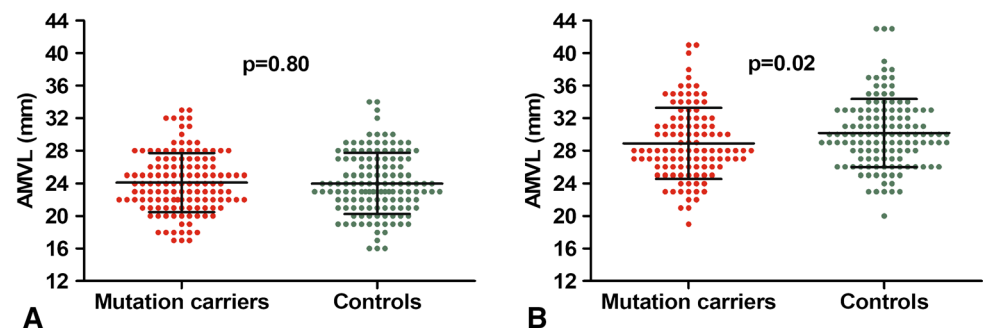 44
40
36
32
28
24
20
16
12
AMVL (mm)
p=0.80
Mutation carriers
Controls
A
44
40
36
32
28
24
20
16
12
AMVL (mm)
p=0.02
Mutation carriers
Controls
B